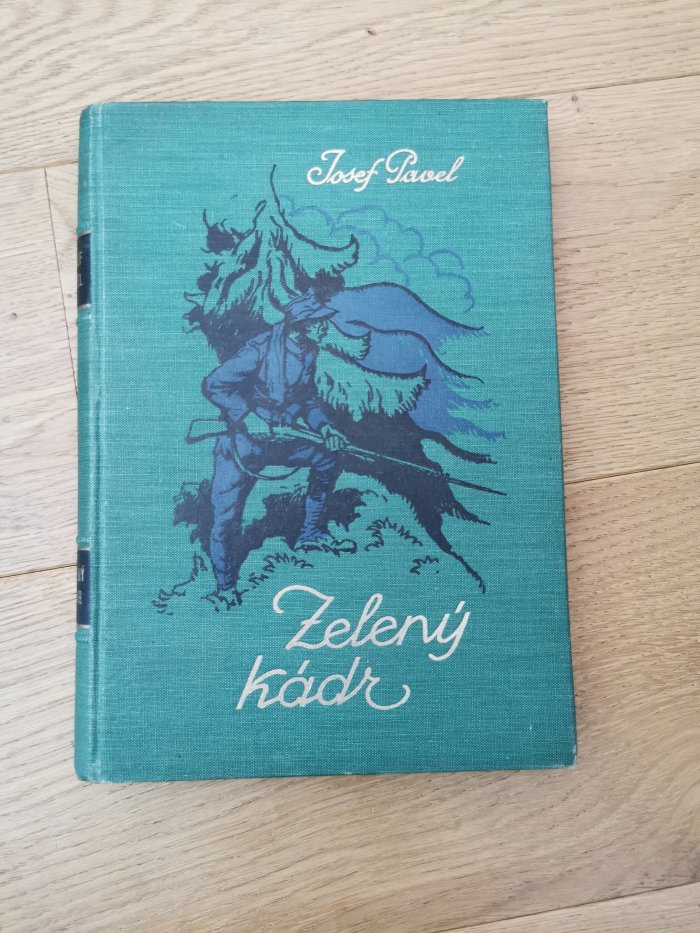 Josef Pavel
Zelený
kádr